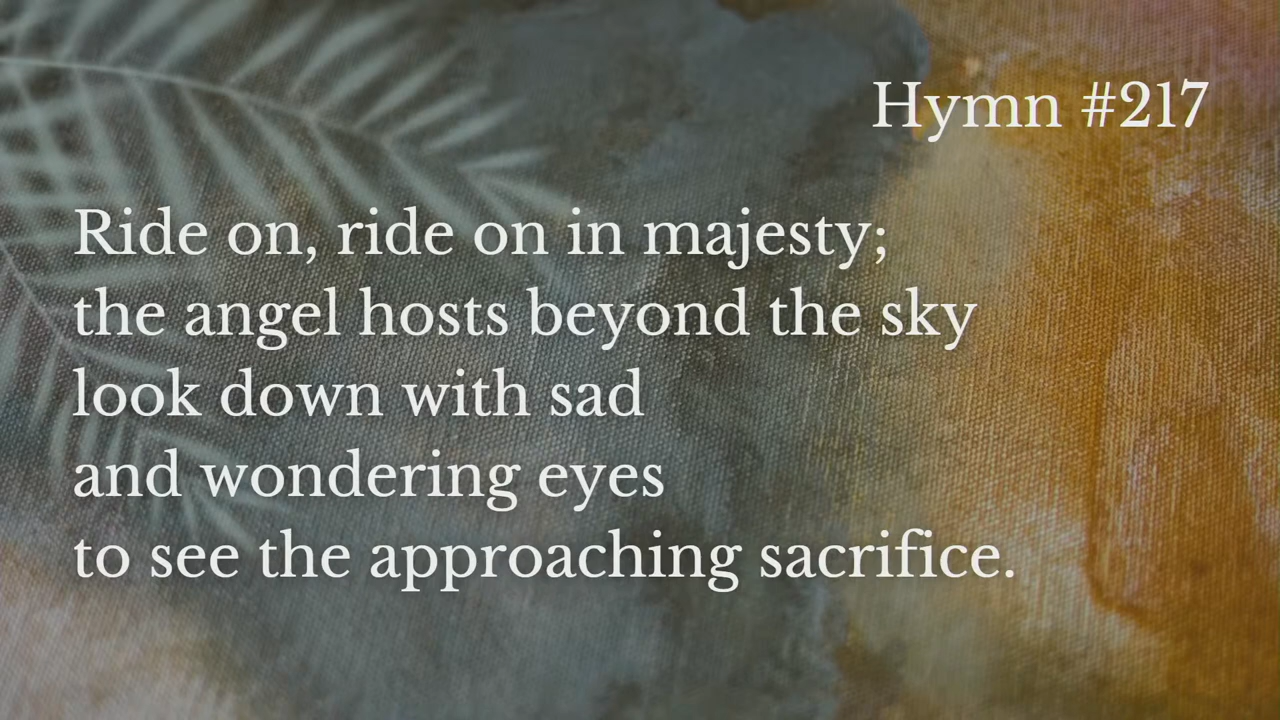 Hymn #217
Ride on, ride on in majesty;
the angel hosts beyond the sky
look down with sad
and wondering eyes
to see the approaching sacrifice.